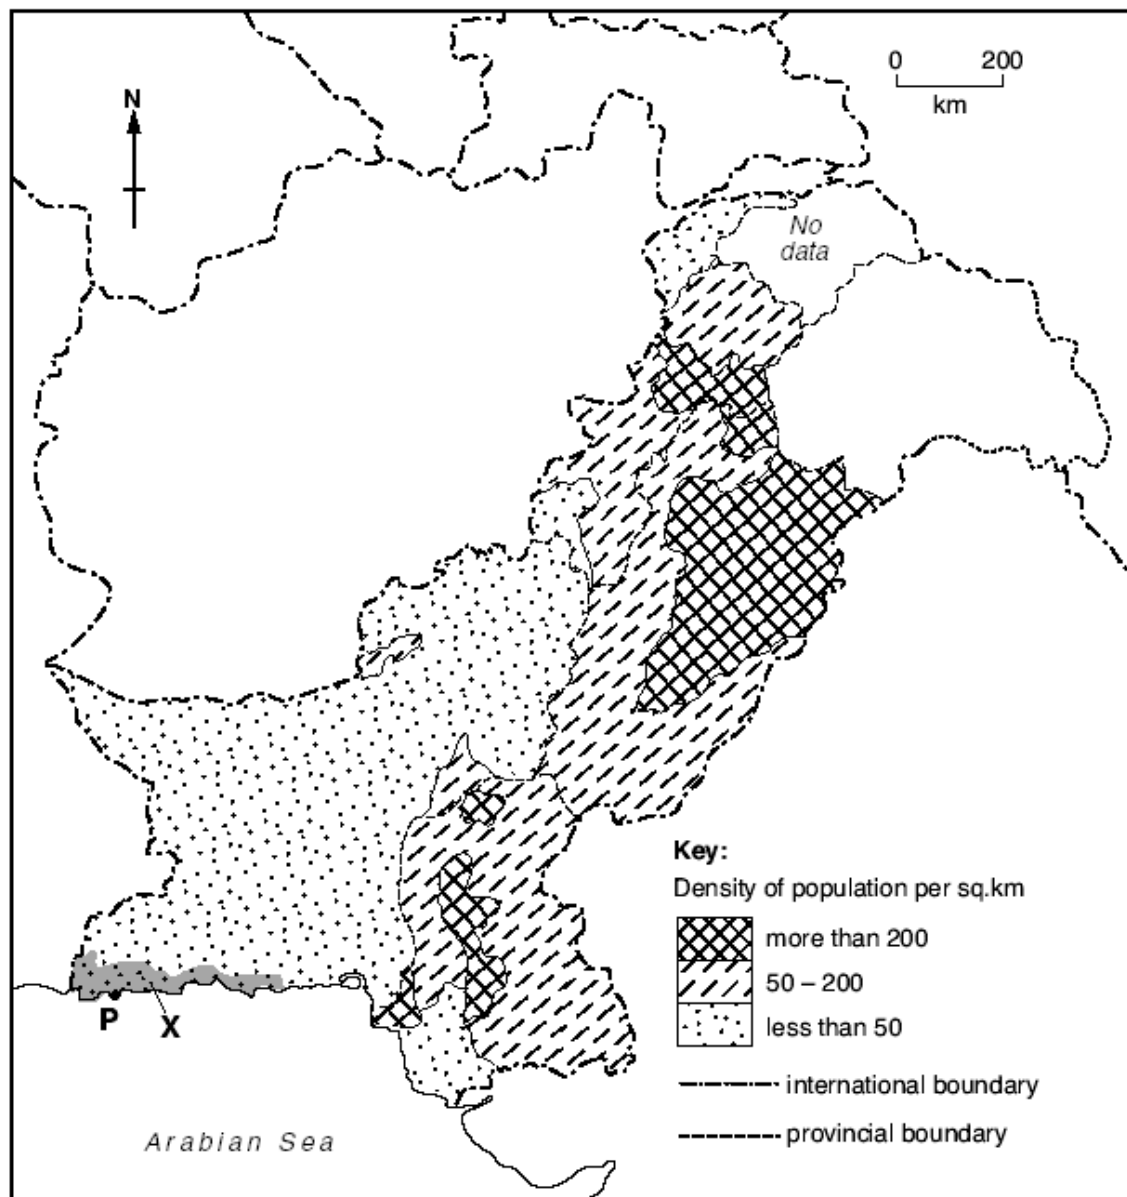 0 200
km
N
No
data
Key:
Density of population per sq.km
more than 200
50 – 200
less than 50
P
X
international boundary
provincial boundary
Arabian Sea